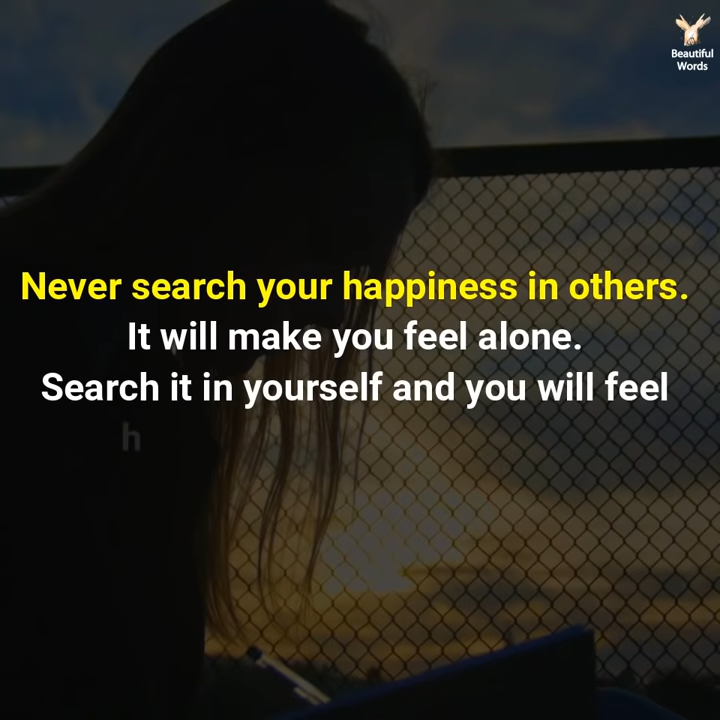 Beautiful
Words
Never search your happiness in others.
It will make you feel alone.
Search it in yourself and you will feel
h